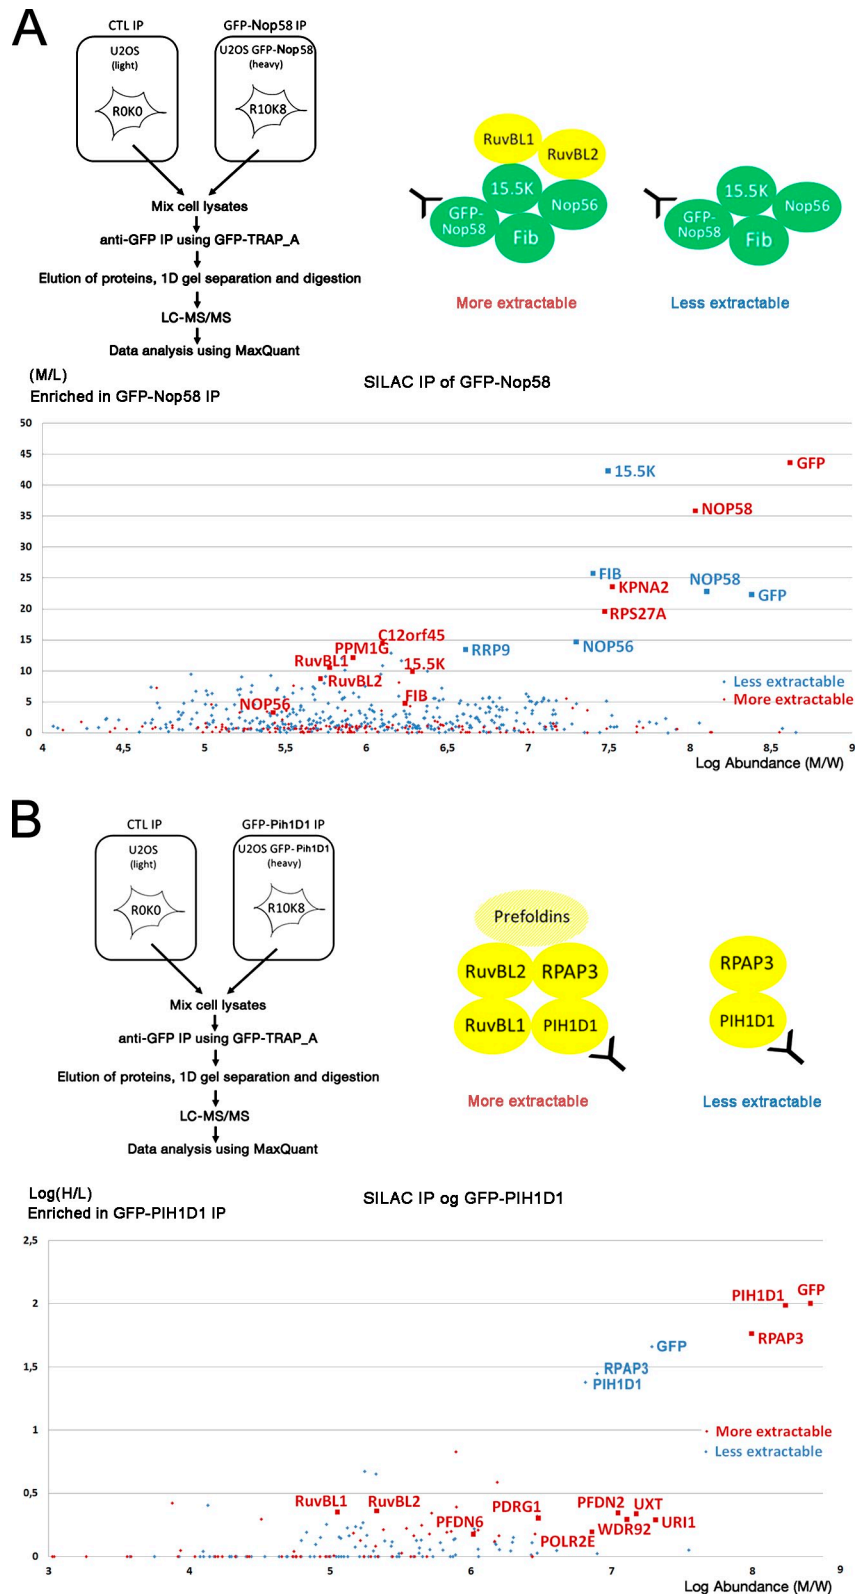 A
CTL IP
GFP-Nop58 IP
U2OS
(light)
U2OS GFP-Nop58
(heavy)
R0K0
R10K8
Mix cell lysates
anti-GFP IP using GFP-TRAP_A
Elution of proteins, 1D gel separation and digestion
LC-MS/MS
Data analysis using MaxQuant
RuvBL1
RuvBL2
15.5K
Nop56
GFP-
Nop58
Fib
More extractable
15.5K
Nop56
GFP-
Nop58
Fib
Less extractable
(M/L)
Enriched in GFP-Nop58 IP
SILAC IP of GFP-Nop58
50
45
40
35
30
25
20
15
10
5
0
15.5K
GFP
NOP58
FIB
KPNA2
NOP58
GFP
RPS27A
C12orf45
PPM1G
RRP9
NOP56
RuvBL1
15.5K
RuvBL2
NOP56
FIB
Less extractable
More extractable
4
4,5
5
5,5
6
6,5
7
7,5
8
8,5
9
Log Abundance (M/W)
B
CTL IP
GFP-Pih1D1 IP
U2OS
(light)
U2OS GFP-Pih1D1
(heavy)
R0K0
R10K8
Mix cell lysates
anti-GFP IP using GFP-TRAP_A
Elution of proteins, 1D gel separation and digestion
LC-MS/MS
Data analysis using MaxQuant
Prefoldins
RuvBL2
RPAP3
RuvBL1
PIH1D1
More extractable
RPAP3
PIH1D1
Less extractable
Log(H/L)
Enriched in GFP-PIH1D1 IP
SILAC IP og GFP-PIH1D1
2,5
2
1,5
1
0,5
0
PIH1D1
GFP
RPAP3
GFP
RPAP3
PIH1D1
More extractable
Less extractable
RuvBL1
RuvBL2
PFDN6
PDRG1
POLR2E
PFDN2
UXT
WDR92
URI1
3
4
5
6
7
8
9
Log Abundance (M/W)